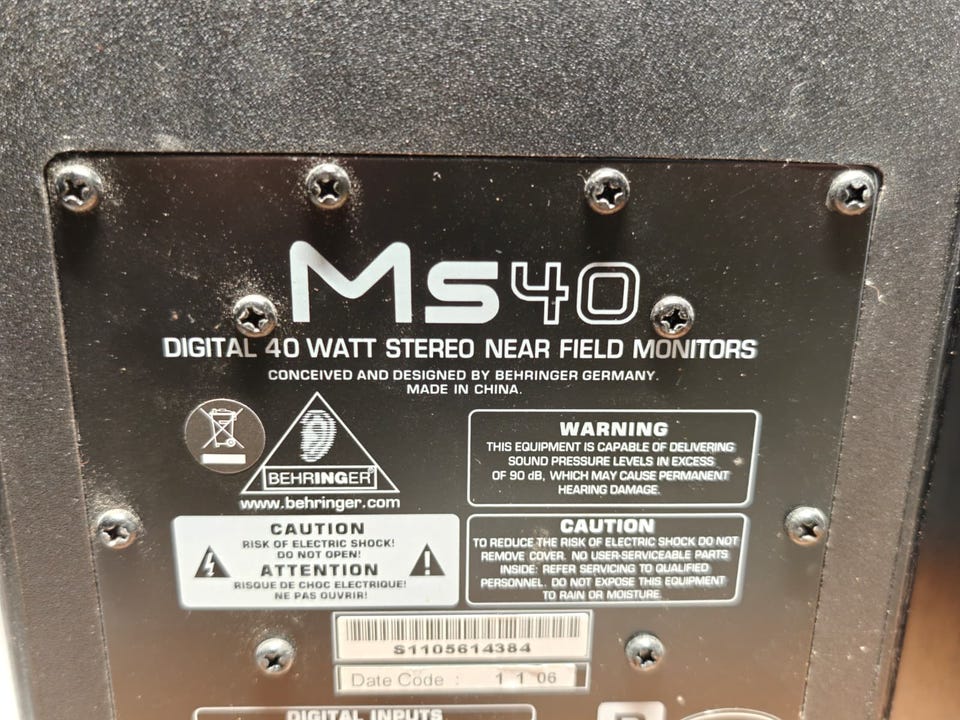 MS40
DIGITAL 40 WATT STEREO NEAR FIELD MONITORS
CONCEIVED AND DESIGNED BY BEHRINGER GERMANY.
MADE IN CHINA.
BEHRINGER®
www.behringer.com
WARNING
THIS EQUIPMENT IS CAPABLE OF DELIVERING
SOUND PRESSURE LEVELS IN EXCESS
OF 90 dB, WHICH MAY CAUSE PERMANENT
HEARING DAMAGE.
CAUTION
RISK OF ELECTRIC SHOCK!
DO NOT OPEN!
ATTENTION
RISQUE DE CHOC ELECTRIQUE!
NE PAS OUVRIR!
!
CAUTION
TO REDUCE THE RISK OF ELECTRIC SHOCK DO NOT
REMOVE COVER. NO USER-SERVICEABLE PARTS
INSIDE: REFER SERVICING TO QUALIFIED
PERSONNEL. DO NOT EXPOSE THIS EQUIPMENT
TO RAIN OR MOISTURE.
S1105614384
Date Code : 1 1 06
DIGITAL INPUTS